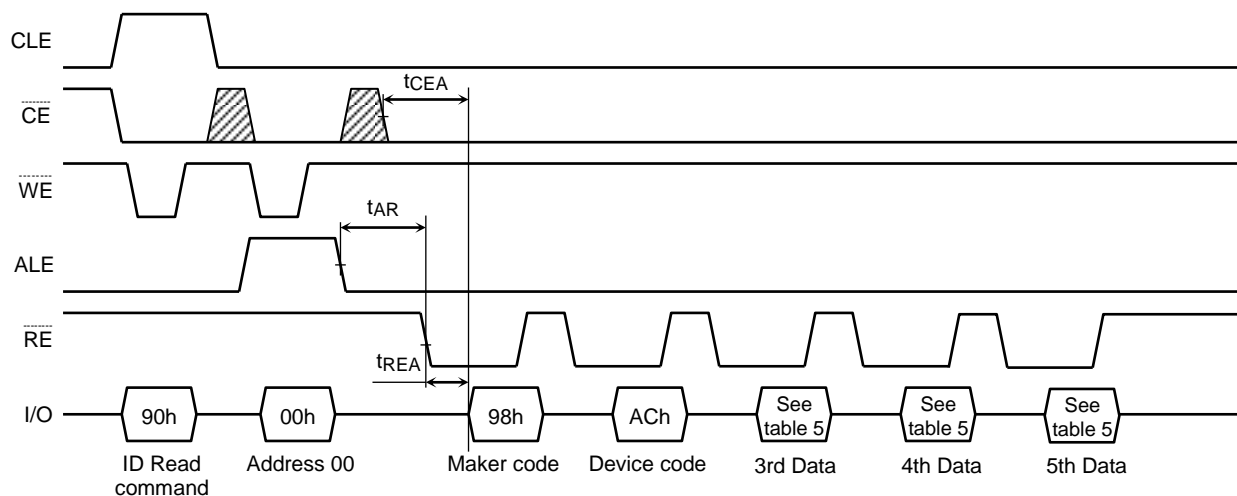 CLE
tCEA
CE
WE
tAR
ALE
RE
tREA
I/O
90h
00h
98h
ACh
See
table 5
See
table 5
See
table 5
ID Read
command
Address 00
Maker code
Device code
3rd Data
4th Data
5th Data